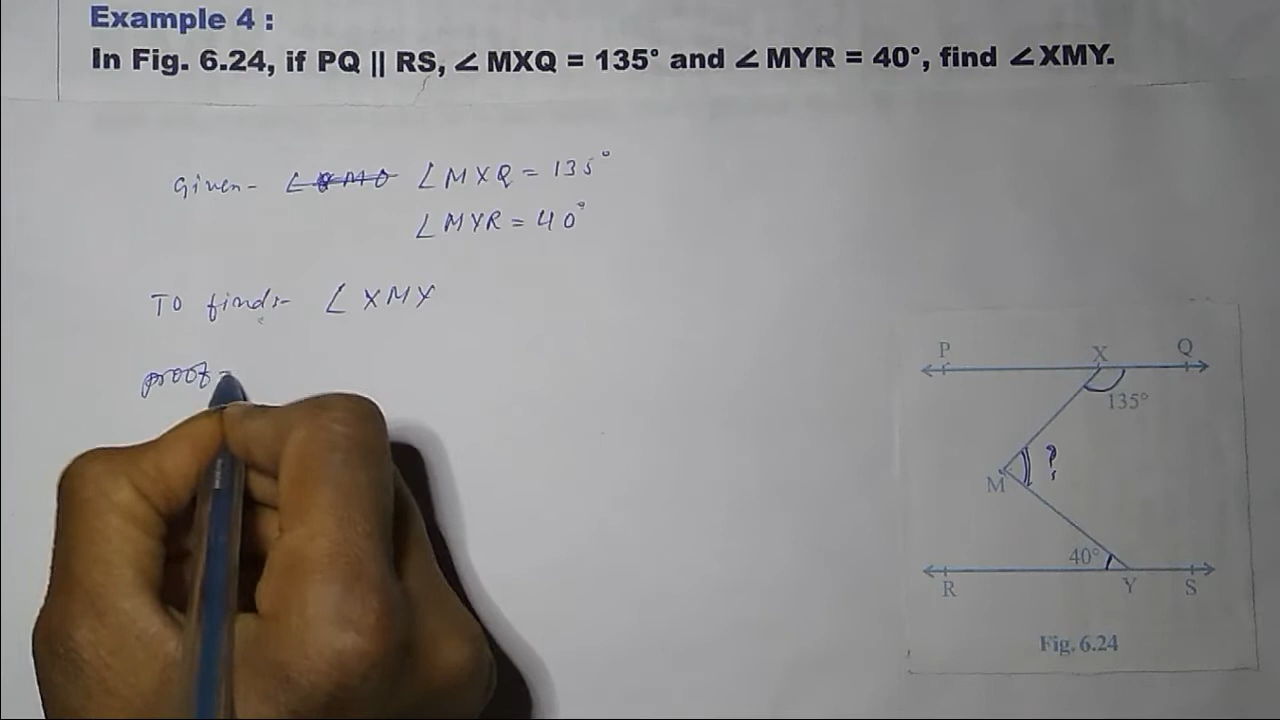 Example 4 :
In Fig. 6.24, if PQ || RS, ∠ MXQ = 135° and ∠ MYR = 40°, find ∠XMY.
Given- ∠ MXQ = 135°
∠ MYR = 40°
To find:- ∠ XMY
proof -
P X Q
135°
M ?
40°
R Y S
Fig. 6.24